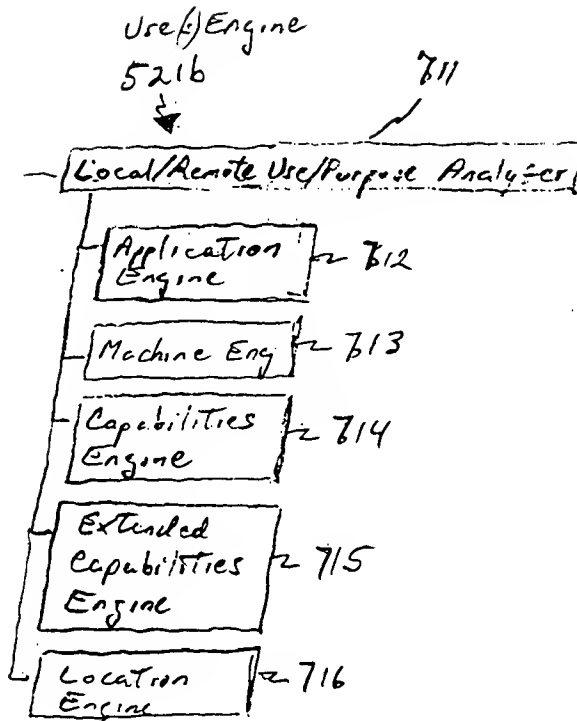 Use(:)Engine
521b
711
Local/Remote Use/Purpose Analyzer
Application
Engine
712
Machine Eng
713
Capabilities
Engine
714
Extended
Capabilities
Engine
715
Location
Engine
716